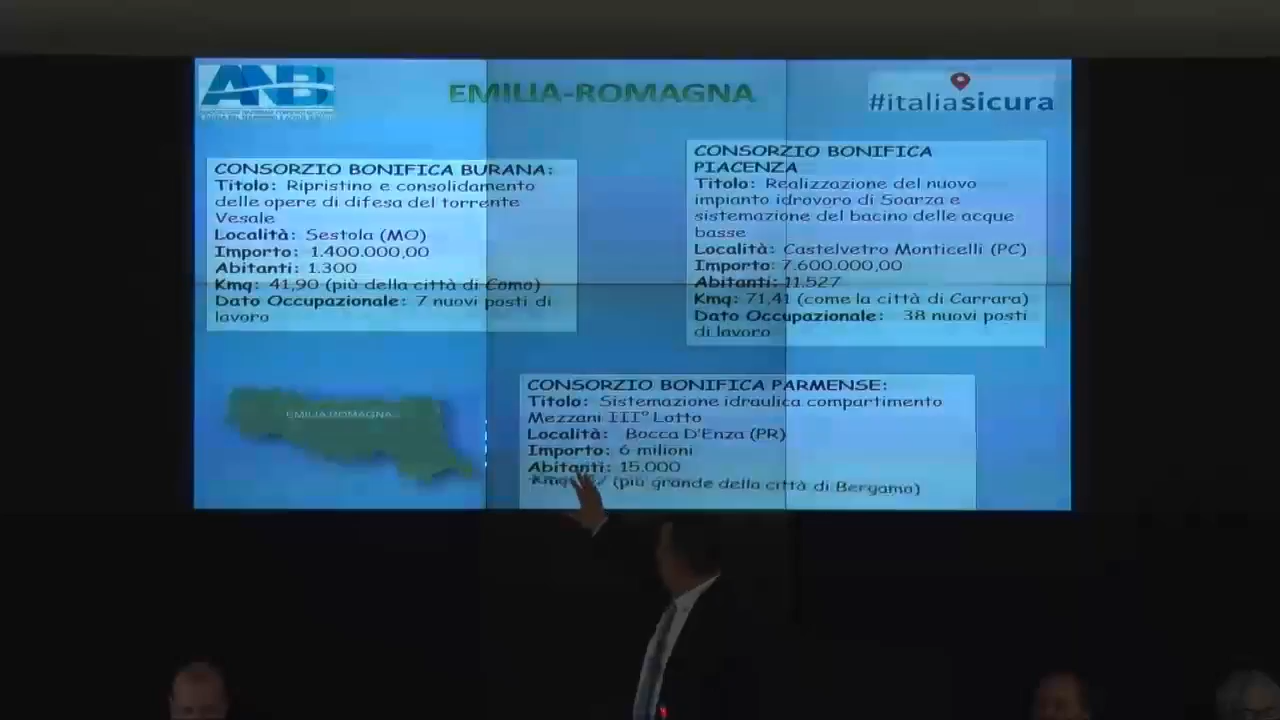 ANBI
EMILIA-ROMAGNA
#italiasicura
CONSORZIO BONIFICA BURANA:
Titolo: Ripristino e consolidamento
delle opere di difesa del torrente
Vesale
Località: Sestola (MO)
Importo: 1.400.000,00
Abitanti: 1.300
Kmq: 41,90 (più della città di Como)
Dato Occupazionale: 7 nuovi posti di
lavoro
CONSORZIO BONIFICA
PIACENZA
Titolo: Realizzazione del nuovo
impianto idrovoro di Soarza e
sistemazione del bacino delle acque
basse
Località: Castelvetro Monticelli (PC)
Importo: 7.600.000,00
Abitanti: 11.527
Kmq: 71,41 (come la città di Carrara)
Dato Occupazionale: 38 nuovi posti
di lavoro
EMILIA ROMAGNA
CONSORZIO BONIFICA PARMENSE:
Titolo: Sistemazione idraulica compartimento
Mezzani III° Lotto
Località: Bocca D'Enza (PR)
Importo: 6 milioni
Abitanti: 15.000
(più grande della città di Bergamo)